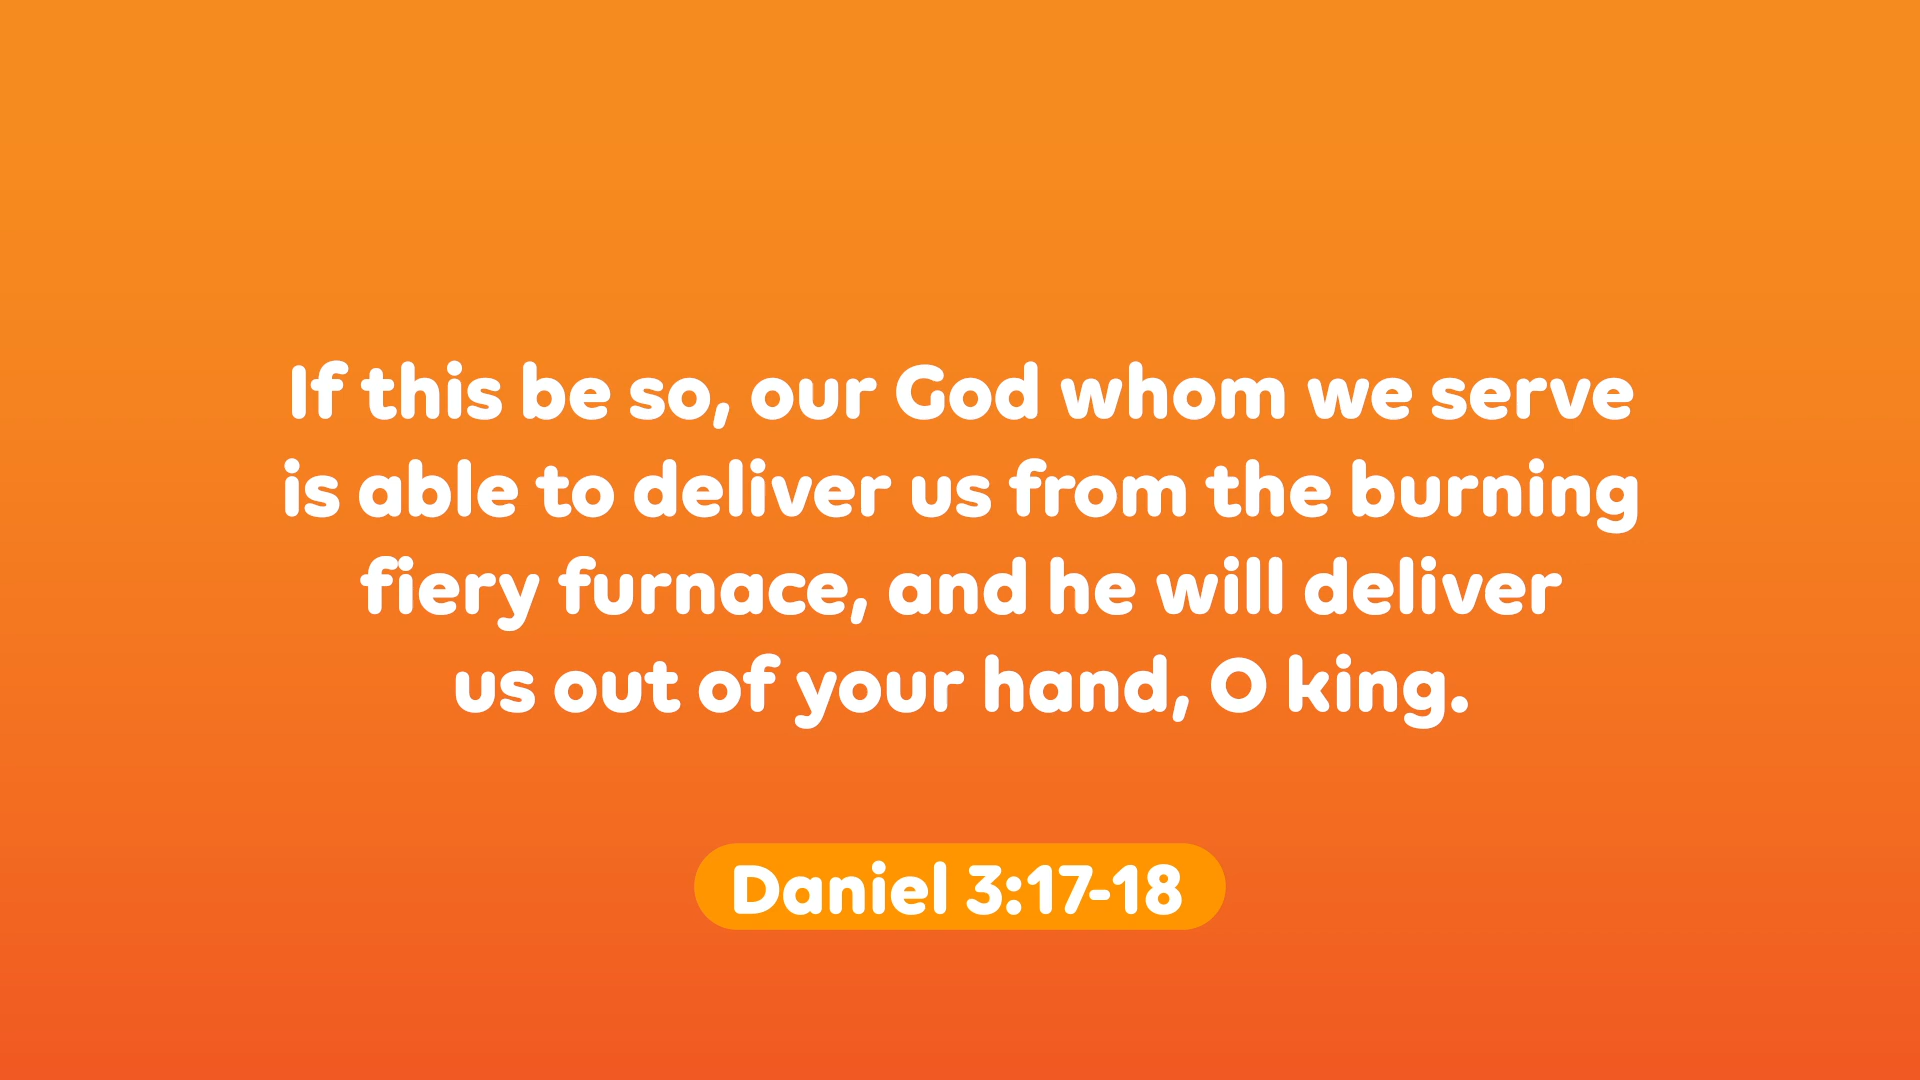 If this be so, our God whom we serve
is able to deliver us from the burning
fiery furnace, and he will deliver
us out of your hand, O king.
Daniel 3:17-18